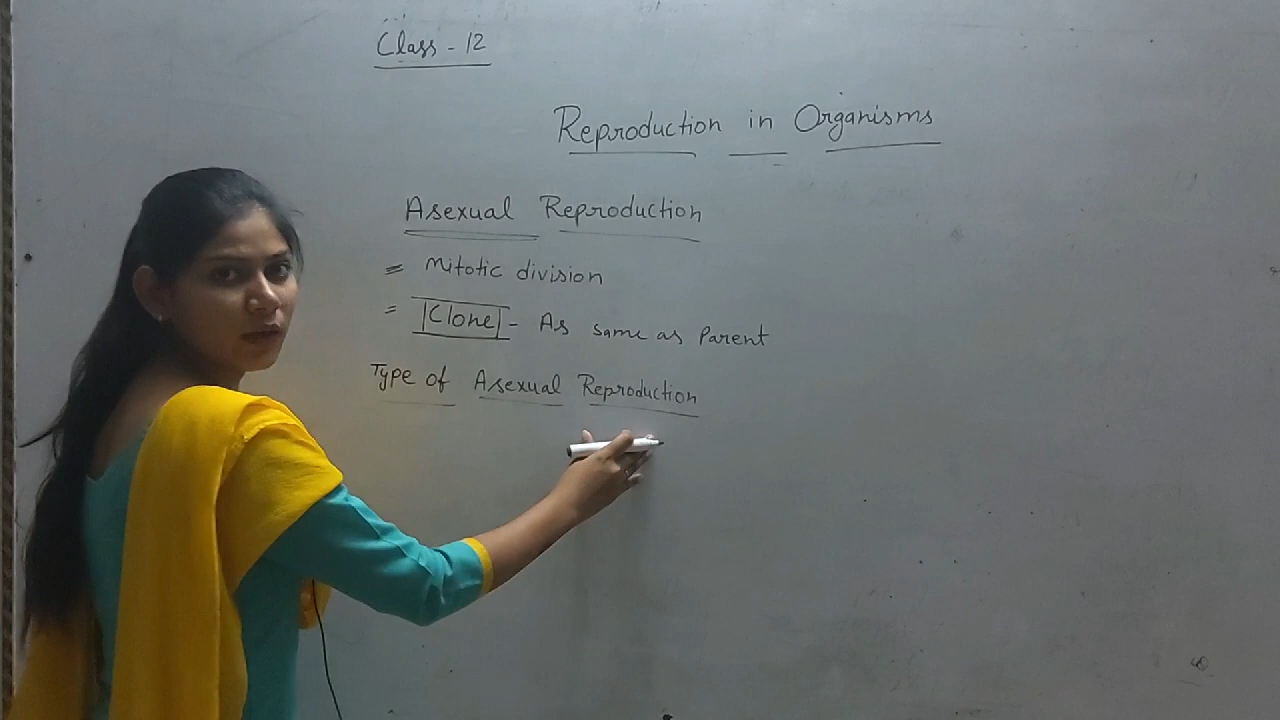 Class - 12
Reproduction in Organisms
Asexual Reproduction
= Mitotic division
= Clone - As same as Parent
Type of Asexual Reproduction